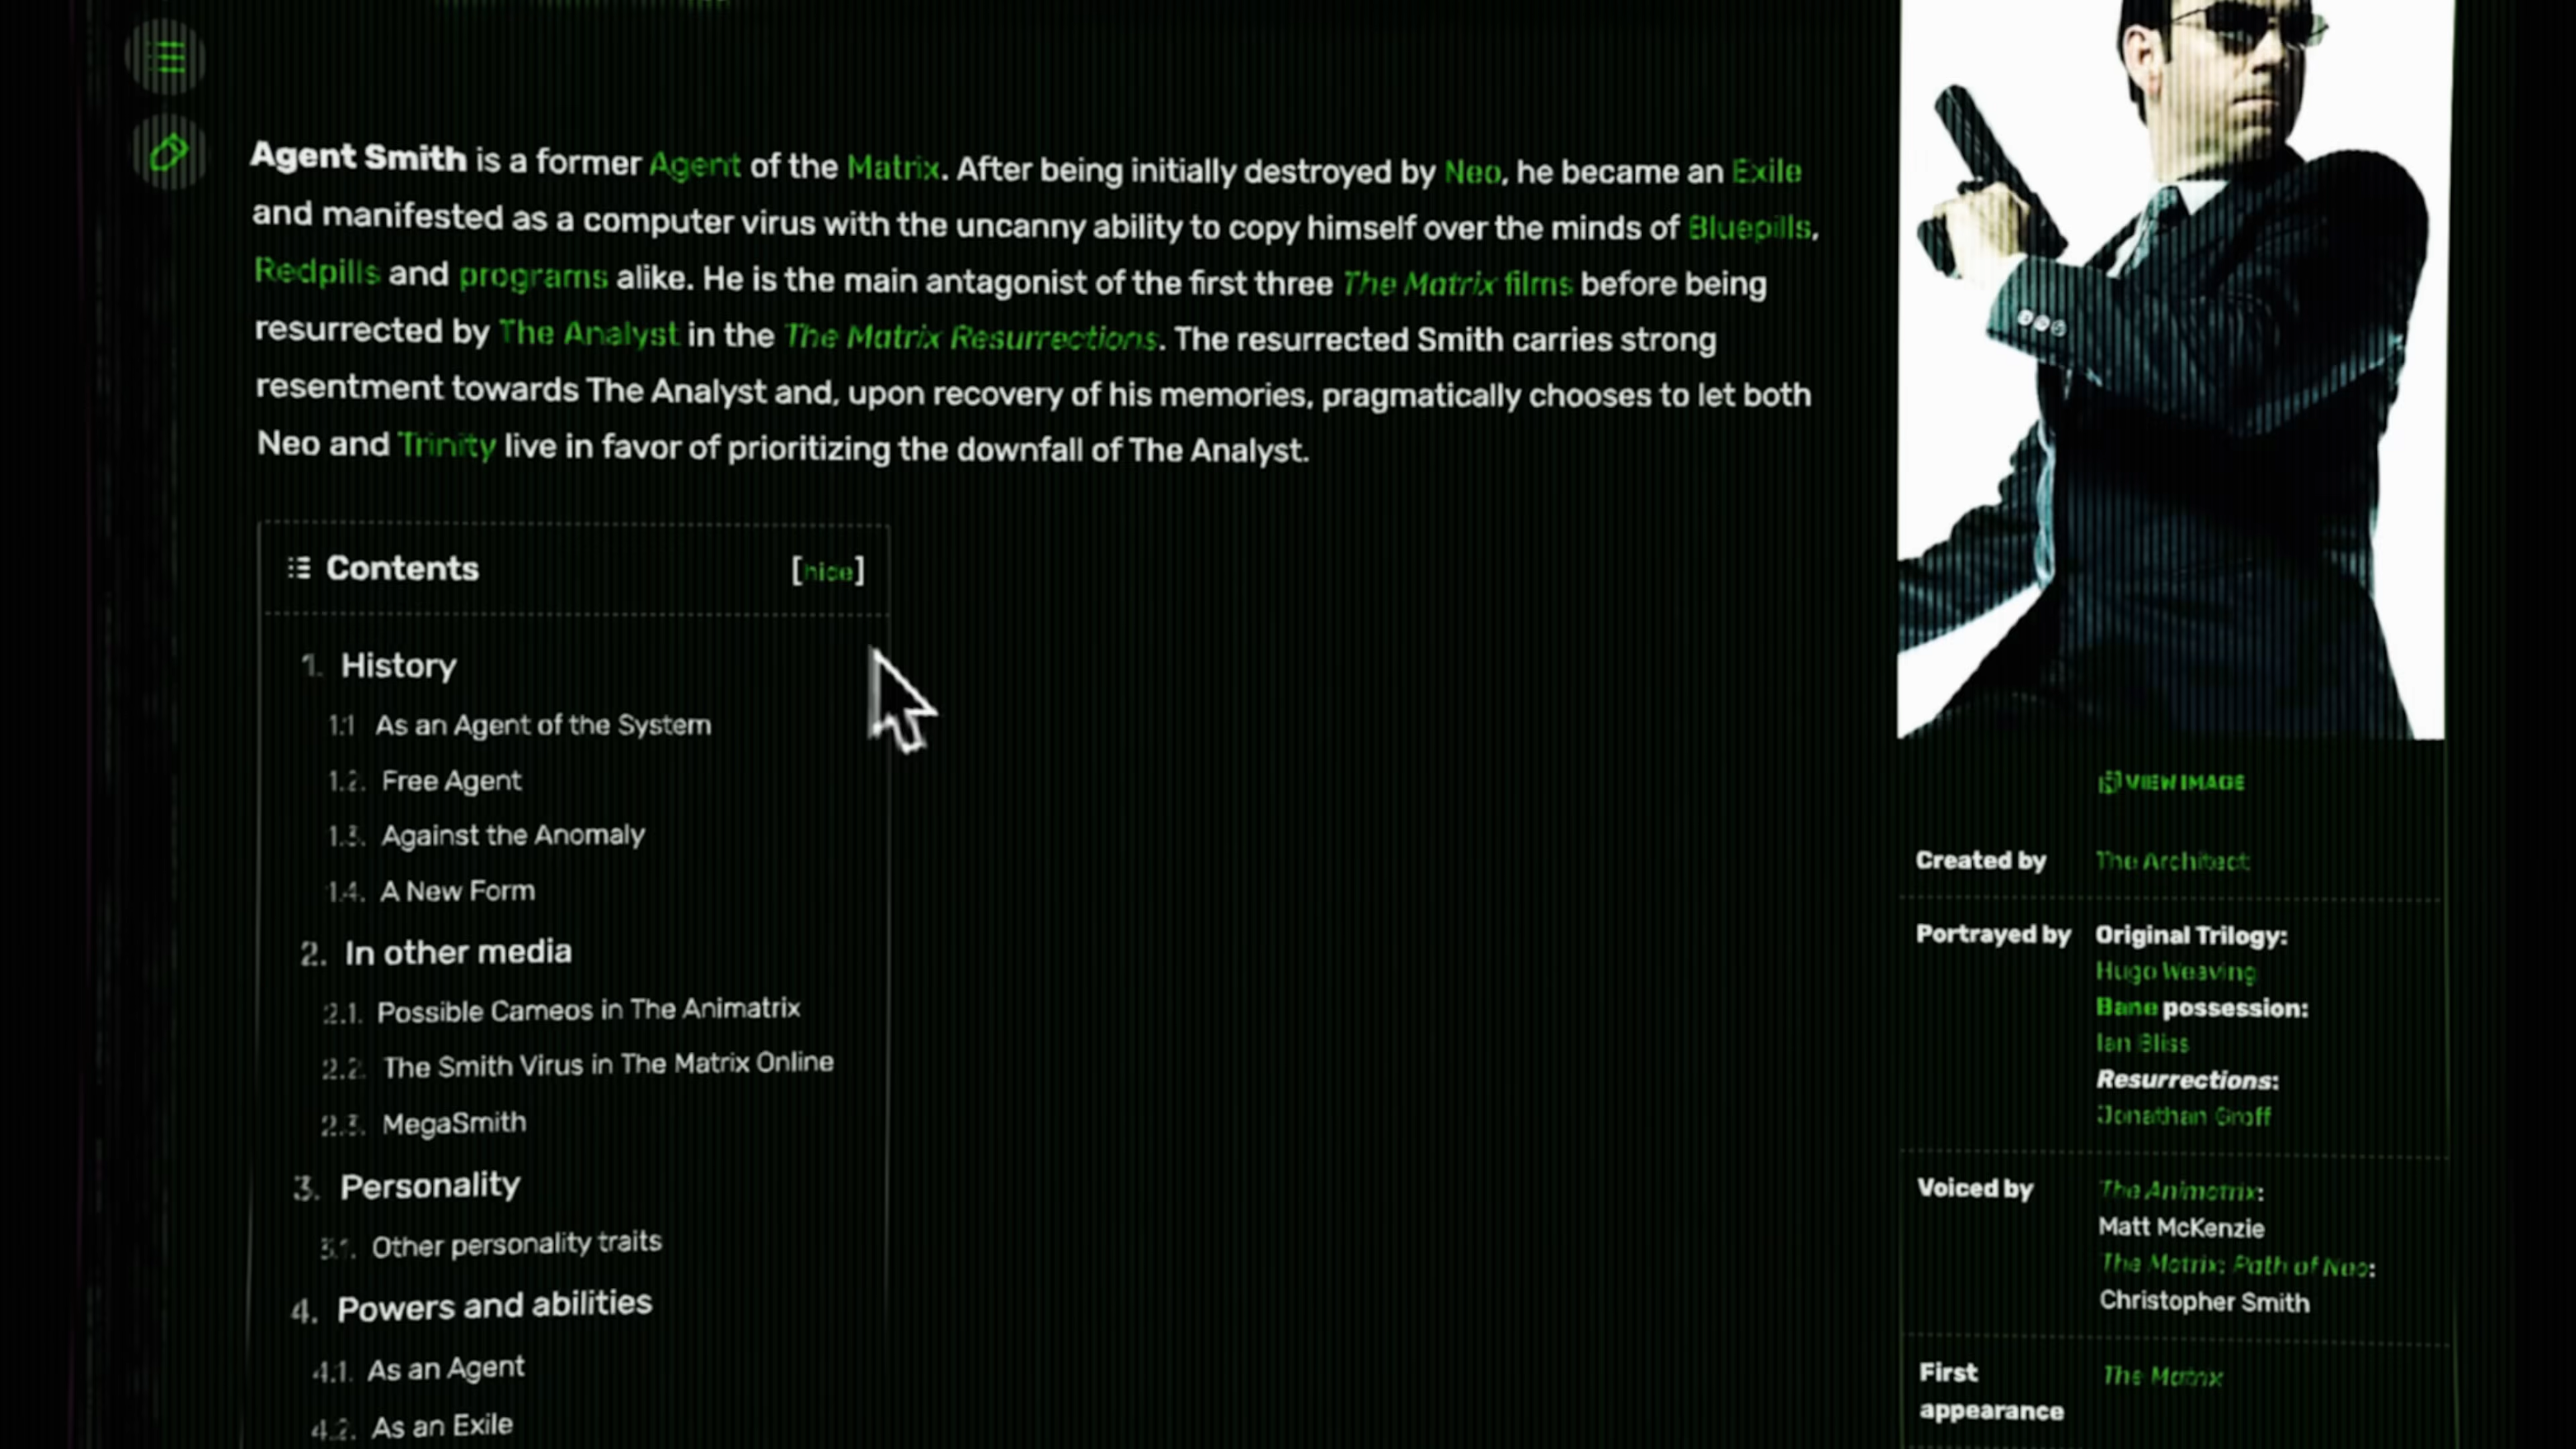 Agent Smith is a former Agent of the Matrix. After being initially destroyed by Neo, he became an Exile
and manifested as a computer virus with the uncanny ability to copy himself over the minds of Bluepills,
Redpills and programs alike. He is the main antagonist of the first three The Matrix films before being
resurrected by The Analyst in the The Matrix Resurrections. The resurrected Smith carries strong
resentment towards The Analyst and, upon recovery of his memories, pragmatically chooses to let both
Neo and Trinity live in favor of prioritizing the downfall of The Analyst.
Contents [hide]
1. History
1.1 As an Agent of the System
1.2. Free Agent
1.3. Against the Anomaly
1.4. A New Form
2. In other media
2.1. Possible Cameos in The Animatrix
2.2. The Smith Virus in The Matrix Online
2.3. MegaSmith
3. Personality
3.1. Other personality traits
4. Powers and abilities
4.1. As an Agent
4.2. As an Exile
VIEW IMAGE
Created by The Architect
Portrayed by Original Trilogy:
Hugo Weaving
Bane possession:
Ian Bliss
Resurrections:
Jonathan Groff
Voiced by The Animatrix:
Matt McKenzie
The Matrix: Path of Neo:
Christopher Smith
First The Matrix
appearance